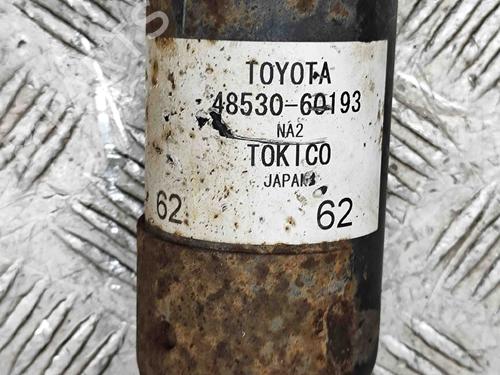 TOYOTA
48530-60193
NA2
TOKICO
JAPAN
62 62